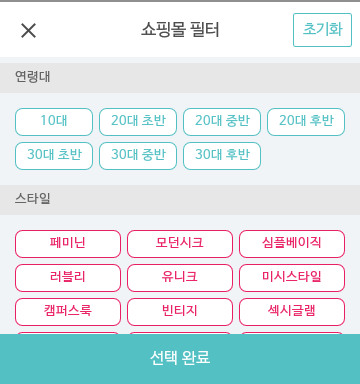 쇼핑몰 필터
초기화
연령대
10대 20대 초반 20대 중반 20대 후반
30대 초반 30대 중반 30대 후반
스타일
페미닌 모던시크 심플베이직
러블리 유니크 미시스타일
캠퍼스룩 빈티지 섹시글램
선택 완료